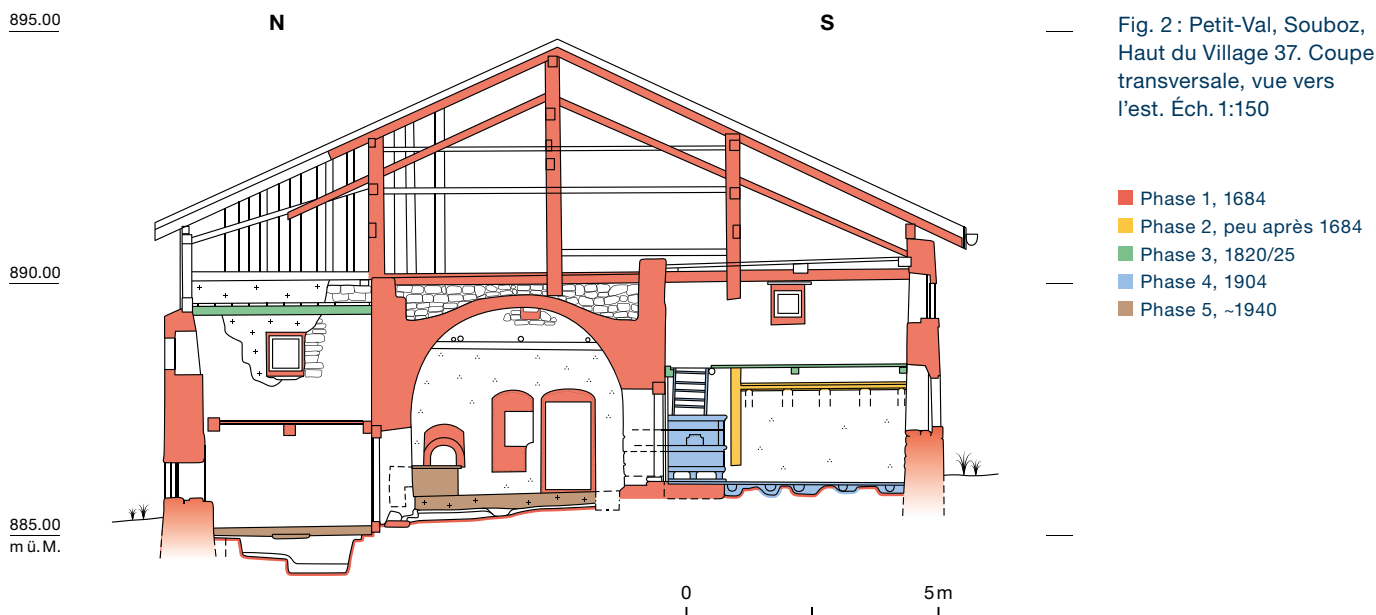 895.00
N
S
890.00
885.00
m ü.M.
0
5 m
Fig. 2 : Petit-Val, Souboz,
Haut du Village 37. Coupe
transversale, vue vers
l'est. Éch. 1:150
Phase 1, 1684
Phase 2, peu après 1684
Phase 3, 1820/25
Phase 4, 1904
Phase 5, ~1940